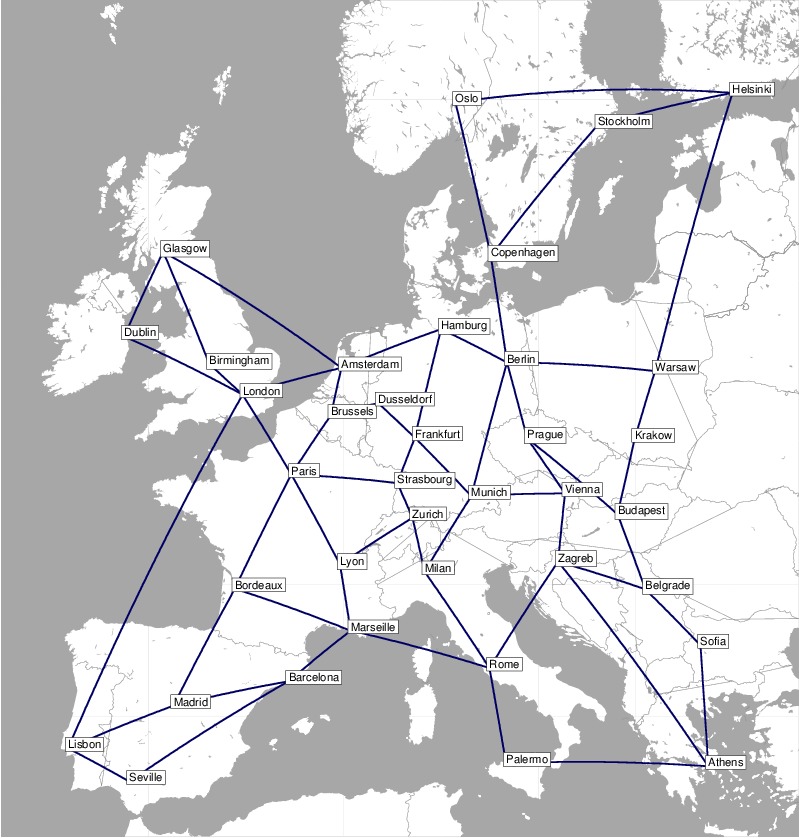 Helsinki
Oslo
Stockholm
Glasgow
Copenhagen
Hamburg
Dublin
Birmingham
Berlin
Amsterdam
Warsaw
London
Dusseldorf
Brussels
Frankfurt
Prague
Krakow
Paris
Strasbourg
Munich
Vienna
Zurich
Budapest
Lyon
Milan
Zagreb
Bordeaux
Belgrade
Marseille
Sofia
Rome
Barcelona
Madrid
Lisbon
Palermo
Athens
Seville